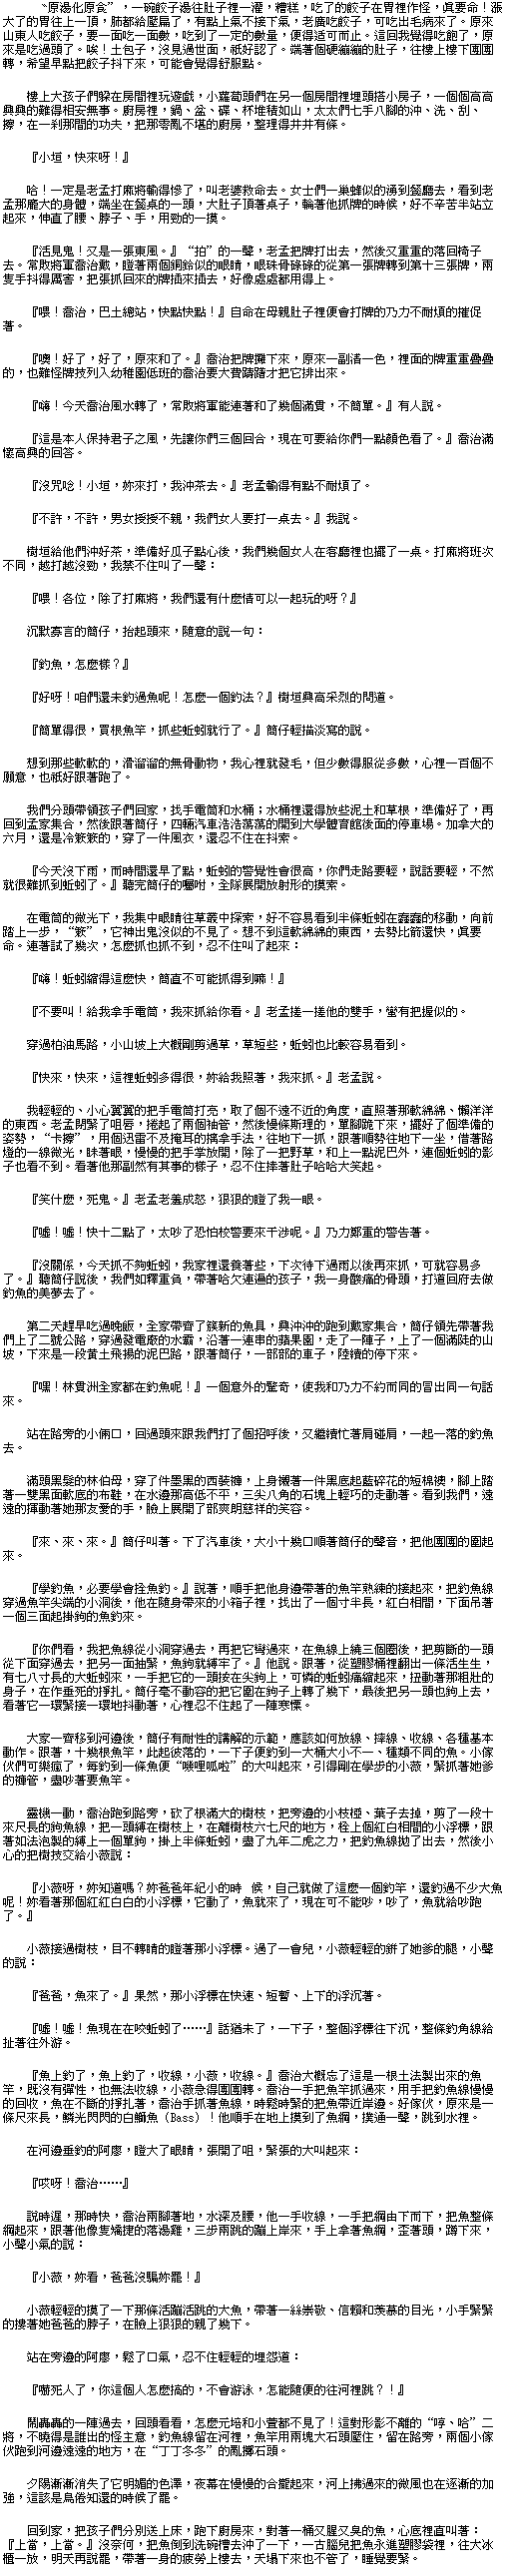 〝原湯化原食〞，一碗餃子湯往肚子裡一灌，糟糕，吃了的餃子在胃裡作怪，真要命！漲
大了的胃往上一頂，肺都給壓扁了，有點上氣不接下氣，老廣吃餃子，可吃出毛病來了。原來
山東人吃餃子，要一面吃一面數，吃到了一定的數量，便得適可而止。這回我覺得吃飽了，原
來是吃過頭了。唉！土包子，沒見過世面，祇好認了。端著個硬繃繃的肚子，往樓上樓下團團
轉，希望早點把餃子抖下來，可能會覺得舒服點。
樓上大孩子們躲在房間裡玩遊戲，小蘿蔔頭們在另一個房間裡埋頭搭小房子，一個個高高
興興的難得相安無事。廚房裡，鍋、盆、碟、杯堆積如山，太太們七手八腳的沖、洗、刮、
擦，在一剎那間的功夫，把那零亂不堪的廚房，整理得井井有條。
『小垣，快來呀！』
哈！一定是老孟打麻將輸得慘了，叫老婆救命去。女士們一巢蜂似的湧到飯廳去，看到老
孟那龐大的身體，端坐在飯桌的一頭，大肚子頂著桌子，輪著他抓牌的時候，好不辛苦半站立
起來，伸直了腰、脖子、手，用勁的一摸。
『活見鬼！又是一張東風。』“拍”的一聲，老孟把牌打出去，然後又重重的落回椅子
去。常敗將軍喬治戴，瞪著兩個銅鈴似的眼睛，眼珠骨碌碌的從第一張牌轉到第十三張牌，兩
隻手抖得厲害，把張抓回來的牌插來插去，好像處處都用得上。
『喂！喬治，巴士總站，快點快點！』自命在母親肚子裡便會打牌的乃力不耐煩的摧促
著。
『噢！好了，好了，原來和了。』喬治把牌攤下來，原來一副清一色，裡面的牌重重疊疊
的，也難怪牌技列入幼稚園低班的喬治要大費躊躇才把它排出來。
『嗨！今天喬治風水轉了，常敗將軍能連著和了幾個滿貫，不簡單。』有人說。
『這是本人保持君子之風，先讓你們三個回合，現在可要給你們一點顏色看了。』喬治滿
懷高興的回答。
『沒咒唸！小垣，妳來打，我沖茶去。』老孟輸得有點不耐煩了。
『不許，不許，男女授授不親，我們女人要打一桌去。』我說。
樹垣給他們沖好茶，準備好瓜子點心後，我們幾個女人在客廳裡也擺了一桌。打麻將班次
不同，越打越沒勁，我禁不住叫了一聲：
『喂！各位，除了打麻將，我們還有什麼情可以一起玩的呀？』
沉默寡言的筒仔，抬起頭來，隨意的說一句：
『釣魚，怎麼樣？』
『好呀！咱們還未釣過魚呢！怎麼一個釣法？』樹垣興高采烈的問道。
『簡單得很，買根魚竿，抓些蚯蚓就行了。』筒仔輕描淡寫的說。
想到那些軟軟的，滑溜溜的無骨動物，我心裡就發毛，但少數得服從多數，心裡一百個不
願意，也祇好跟著跑了。
我們分頭帶領孩子們回家，找手電筒和水桶；水桶裡還得放些泥土和草根，準備好了，再
回到孟家集合，然後跟著筒仔，四輛汽車浩浩蕩蕩的開到大學體育館後面的停車場。加拿大的
六月，還是冷簌簌的，穿了一件風衣，還忍不住在抖索。
『今天沒下雨，而時間還早了點，蚯蚓的警覺性會很高，你們走路要輕，說話要輕，不然
就很難抓到蚯蚓了。』聽完筒仔的囑咐，全隊展開放射形的摸索。
在電筒的微光下，我集中眼睛往草叢中探索，好不容易看到半條蚯蚓在蠢蠢的移動，向前
踏上一步，“簌”，它神出鬼沒似的不見了。想不到這軟綿綿的東西，去勢比箭還快，真要
命。連著試了幾次，怎麼抓也抓不到，忍不住叫了起來：
『嗨！蚯蚓縮得這麼快，簡直不可能抓得到嘛！』
『不要叫！給我拿手電筒，我來抓給你看。』老孟搓一搓他的雙手，蠻有把握似的。
穿過柏油馬路，小山坡上大概剛剪過草，草短些，蚯蚓也比較容易看到。
『快來，快來，這裡蚯蚓多得很，妳給我照著，我來抓。』老孟說。
我輕輕的、小心翼翼的把手電筒打亮，取了個不遠不近的角度，直照著那軟綿綿、懶洋洋
的東西。老孟閉緊了咀唇，捲起了兩個袖管，然後慢條斯理的，單腳跪下來，擺好了個準備的
姿勢，“卡擦”，用個迅雷不及掩耳的擒拿手法，往地下一抓，跟著順勢往地下一坐，借著路
燈的一線微光，眯著眼，慢慢的把手掌放開，除了一把野草，和上一點泥巴外，連個蚯蚓的影
子也看不到。看著他那副煞有其事的樣子，忍不住捧著肚子哈哈大笑起。
『笑什麼，死鬼。』老孟老羞成怒，狠狠的瞪了我一眼。
『噓！噓！快十二點了，太吵了恐怕校警要來干涉呢。』乃力鄭重的警告著。
『沒關係，今天抓不夠蚯蚓，我家裡還養著些，下次待下過雨以後再來抓，可就容易多
了。』聽筒仔說後，我們如釋重負，帶著哈欠連遍的孩子，我一身酸痛的骨頭，打道回府去做
釣魚的美夢去了。
第二天趕早吃過晚飯，全家帶齊了簇新的魚具，興沖沖的跑到戴家集合，筒仔領先帶著我
們上了二號公路，穿過發電廠的水霸，沿著一連串的蘋果園，走了一陣子，上了一個滿陡的山
坡，下來是一段黃土飛揚的泥巴路，跟著筒仔，一部部的車子，陸續的停下來。
『嘿！林貫洲全家都在釣魚呢！』一個意外的驚奇，使我和乃力不約而同的冒出同一句話
來。
站在路旁的小倆口，回過頭來跟我們打了個招呼後，又繼續忙著肩碰肩，一起一落的釣魚
去。
滿頭黑髮的林伯母，穿了件墨黑的西裝褲，上身襯著一件黑底起藍碎花的短棉襖，腳上踏
著一雙黑面軟底的布鞋，在水邊那高低不平，三尖八角的石塊上輕巧的走動著。看到我們，遠
遠的揮動著她那友愛的手，臉上展開了部爽朗慈祥的笑容。
『來、來、來。』筒仔叫著。下了汽車後，大小十幾口順著筒仔的聲音，把他團團的圍起
來。
『學釣魚，必要學會拴魚鈎。』說著，順手把他身邊帶著的魚竿熟練的接起來，把釣魚線
穿過魚竿尖端的小洞後，他在隨身帶來的小箱子裡，找出了一個寸半長，紅白相間，下面吊著
一個三面起掛鉤的魚鈎來。
『你們看，我把魚線從小洞穿過去，再把它彎過來，在魚線上繞三個圈後，把剪斷的一頭
從下面穿過去，把另一面抽緊，魚鉤就縛牢了。』他說。跟著，從塑膠桶裡翻出一條活生生，
有七八寸長的大蚯蚓來，一手把它的一頭按在尖鉤上，可憐的蚯蚓痛縮起來，扭動著那粗壯的
身子，在作垂死的掙扎。筒仔毫不動容的把它圍在鉤子上轉了幾下，最後把另一頭也鉤上去，
看著它一環緊接一環地抖動著，心裡忍不住起了一陣寒慄。
大家一齊移到河邊後，筒仔有耐性的講解的示範，應該如何放線、摔線、收線、各種基本
動作。跟著，十幾根魚竿，此起彼落的，一下子便釣到一大桶大小不一、種類不同的魚。小傢
伙們可樂瘋了，每釣到一條魚便“嘰哩呱啦”的大叫起來，引得剛在學步的小薇，緊抓著她爹
的褲管，盡吵著要魚竿。
靈機一動，喬治跑到路旁，砍了根滿大的樹枝，把旁邊的小枝椏、葉子去掉，剪了一段十
來尺長的鉤魚線，把一頭縛在樹枝上，在離樹枝六七尺的地方，栓上個紅白相間的小浮標，跟
著如法泡製的縛上一個單鉤，掛上半條蚯蚓，盡了九年二虎之力，把釣魚線拋了出去，然後小
心的把樹技交給小薇說：
『小薇呀，妳知道嗎？妳爸爸年紀小的時　候，自己就做了這麼一個釣竿，還釣過不少大魚
呢！妳看著那個紅紅白白的小浮標，它動了，魚就來了，現在可不能吵，吵了，魚就給吵跑
了。』
小薇接過樹枝，目不轉睛的瞪著那小浮標。過了一會兒，小薇輕輕的𢫬了她爹的腿，小聲
的說：
『爸爸，魚來了。』果然，那小浮標在快速、短暫、上下的浮沉著。
『噓！噓！魚現在在咬蚯蚓了⋯⋯』話猶未了，一下子，整個浮標往下沉，整條釣角線給
扯著往外游。
『魚上鈎了，魚上鈎了，收線，小薇，收線。』喬治大概忘了這是一根土法製出來的魚
竿，既沒有彈性，也無法收線，小薇急得團團轉。喬治一手把魚竿抓過來，用手把釣魚線慢慢
的回收，魚在不斷的掙扎著，喬治手抓著魚線，時鬆時緊的把魚帶近岸邊。好傢伙，原來是一
條尺來長，鱗光閃閃的白鱒魚 (Bass) ！他順手在地上摸到了魚網，撲通一聲，跳到水裡。
在河邊垂釣的阿廖，瞪大了眼睛，張開了咀，緊張的大叫起來：
『哎呀！喬治⋯⋯』
說時遲，那時快，喬治兩腳著地，水深及腰，他一手收線，一手把網由下而下，把魚整條
網起來，跟著他像隻矯捷的落湯雞，三步兩跳的蹦上岸來，手上拿著魚網，歪著頭，蹲下來，
小聲小氣的說：
『小薇，妳看，爸爸沒騙妳罷！』
小薇輕輕的摸了一下那條活蹦活跳的大魚，帶著一絲崇敬、信賴和羨慕的目光，小手緊緊
的摟著她爸爸的脖子，在臉上狠狠的親了幾下。
站在旁邊的阿廖，鬆了口氣，忍不住輕輕的埋怨道：
『嚇死人了，你這個人怎麼搞的，不會游泳，怎能隨便的往河裡跳？！』
鬧轟轟的一陣過去，回頭看看，怎麼元培和小萱都不見了！這對形影不離的“哼、哈”二
將，不曉得是誰出的怪主意，釣魚線留在河裡，魚竿用兩塊大石頭壓住，留在路旁，兩個小傢
伙跑到河邊遠遠的地方，在“丁丁冬冬”的亂擲石頭。
夕陽漸漸消失了它明媚的色澤，夜幕在慢慢的合籠起來，河上拂過來的微風也在逐漸的加
強，這該是鳥倦知還的時候了罷。
回到家，把孩子們分別送上床，跑下廚房來，對著一桶又腥又臭的魚，心底裡直叫著：
『上當，上當。』沒奈何，把魚倒到洗碗槽去沖了一下，一古腦兒把魚永進塑膠袋裡，往大冰
櫃一放，明天再說罷，帶著一身的疲勞上樓去，天塌下來也不管了，睡覺要緊。